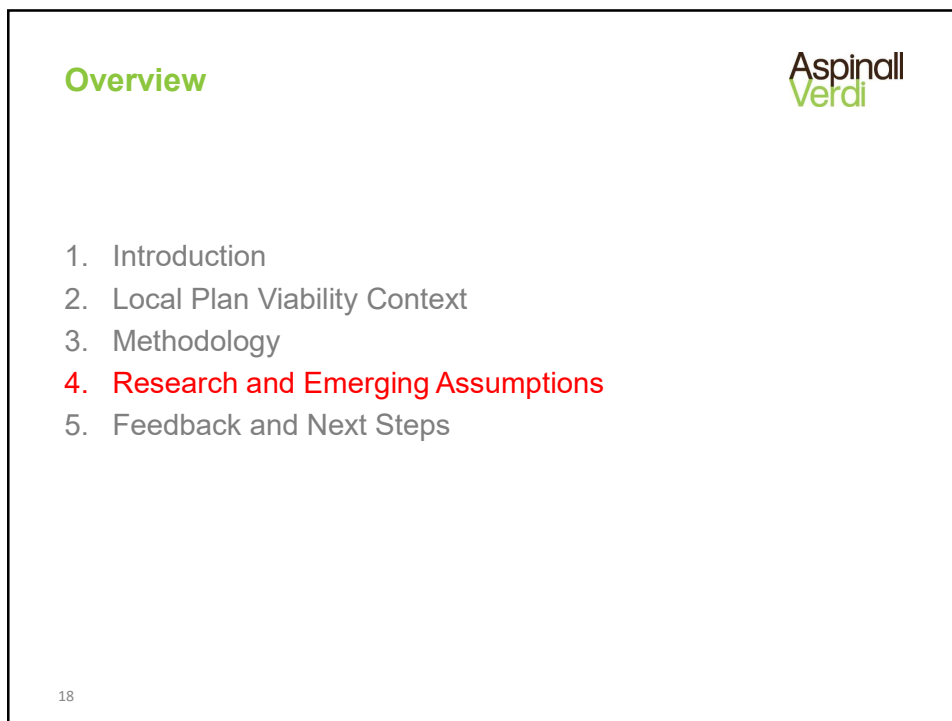 Overview
Aspinall
Verdi
1. Introduction
2. Local Plan Viability Context
3. Methodology
4. Research and Emerging Assumptions
5. Feedback and Next Steps
18